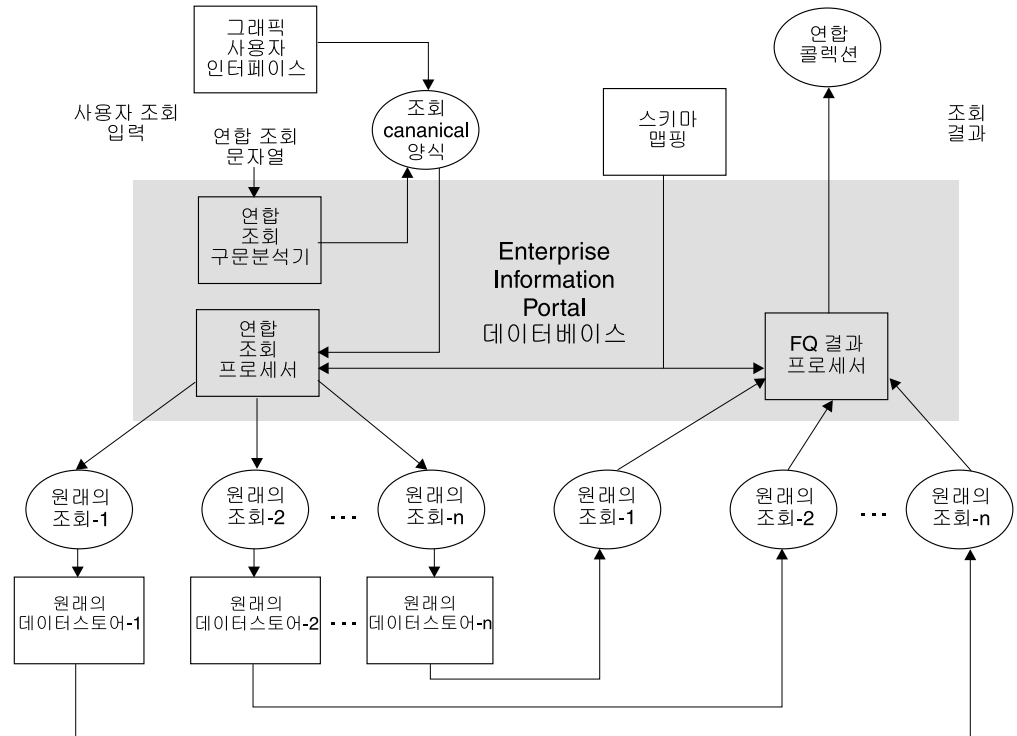 그래픽
사용자
인터페이스
연합
콜렉션
사용자 조회
입력
조회
cananical
양식
스키마
맵핑
조회
결과
연합 조회
문자열
연합
조회
구문분석기
Enterprise
Information
Portal
데이터베이스
연합
조회
프로세서
FQ 결과
프로세서
원래의
조회-1
원래의
조회-2
...
원래의
조회-n
원래의
조회-1
원래의
조회-2
...
원래의
조회-n
원래의
데이터스토어-1
원래의
데이터스토어-2
...
원래의
데이터스토어-n